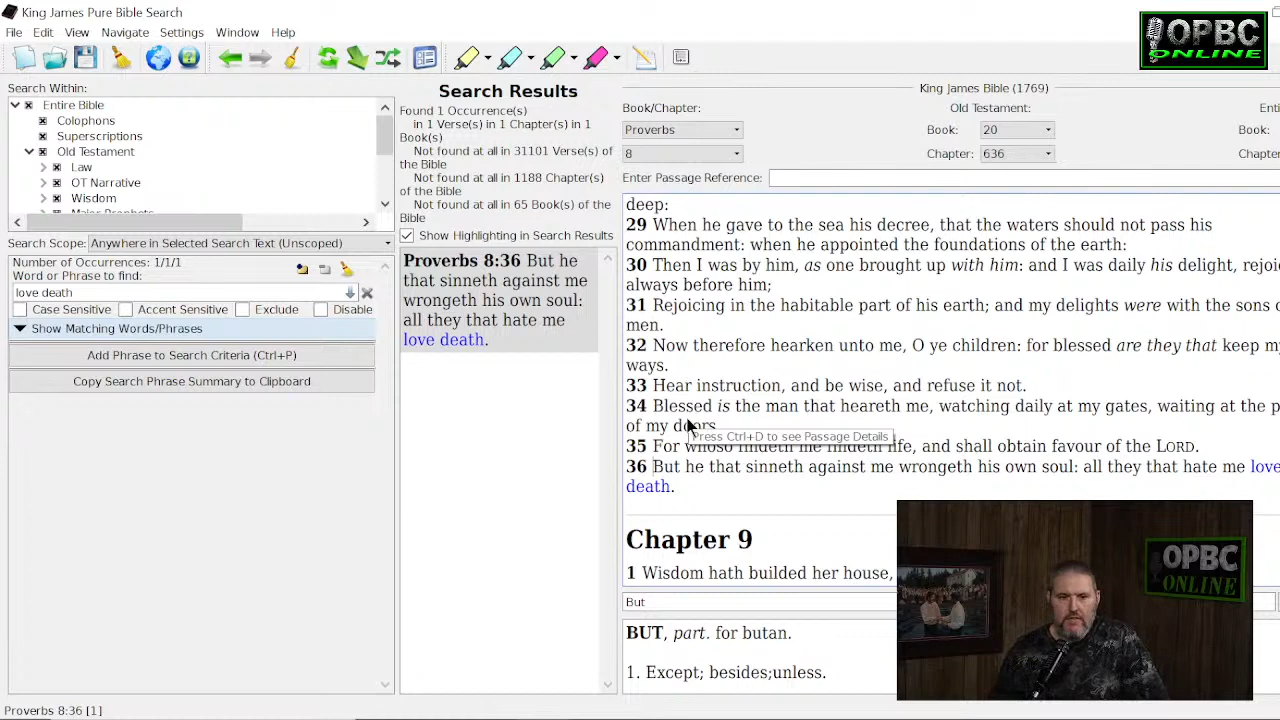 King James Pure Bible Search
File Edit View Navigate Settings Window Help
OPBC
ONLINE
Search Within:
Entire Bible
Colophons
Superscriptions
Old Testament
Law
OT Narrative
Wisdom
Search Scope: Anywhere in Selected Search Text (Unscoped)
Number of Occurrences: 1/1/1
Word or Phrase to find:
love death
Case Sensitive Accent Sensitive Exclude Disable
Show Matching Words/Phrases
Add Phrase to Search Criteria (Ctrl+P)
Copy Search Phrase Summary to Clipboard
Search Results
Found 1 Occurrence(s)
in 1 Verse(s) in 1 Chapter(s) in 1
Book(s)
Not found at all in 31101 Verse(s) of
the Bible
Not found at all in 1188 Chapter(s)
of the Bible
Not found at all in 65 Book(s) of the
Bible
Show Highlighting in Search Results
Proverbs 8:36 But he
that sinneth against me
wrongeth his own soul:
all they that hate me
love death.
King James Bible (1769)
Book/Chapter:
Old Testament:
Proverbs
Book: 20
Book:
8
Chapter: 636
Enter Passage Reference:
deep:
29 When he gave to the sea his decree, that the waters should not pass his
commandment: when he appointed the foundations of the earth:
30 Then I was by him, as one brought up with him: and I was daily his delight,
always before him;
31 Rejoicing in the habitable part of his earth; and my delights were with the sons
men.
32 Now therefore hearken unto me, O ye children: for blessed are they that keep
ways.
33 Hear instruction, and be wise, and refuse it not.
34 Blessed is the man that heareth me, watching daily at my gates, waiting at the
of my doors.
Press Ctrl+D to see Passage Details
35 For whoso findeth me findeth life, and shall obtain favour of the LORD.
36 But he that sinneth against me wrongeth his own soul: all they that hate me love
death.
Chapter 9
1 Wisdom hath builded her house,
But
BUT, part. for butan.
1. Except; besides;unless.
OPBC
ONLINE
Proverbs 8:36 [1]